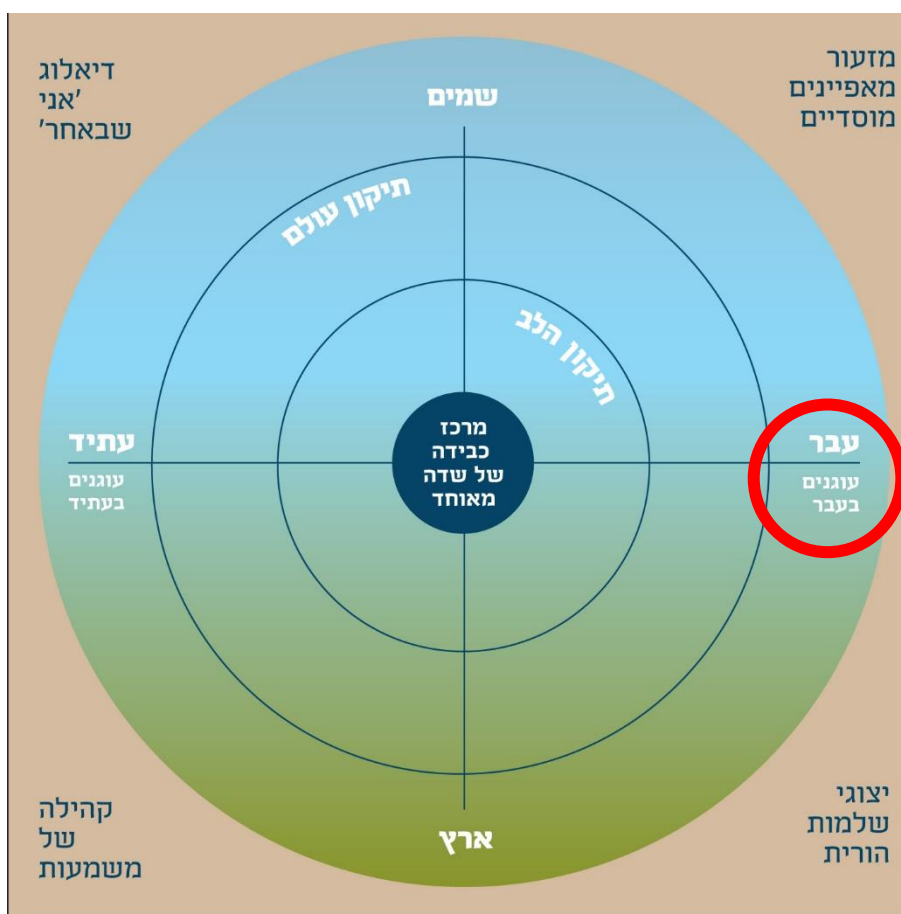 מזעור
מאפיינים
מוסדיים
דיאלוג
'אני
שבאחר'
שמים
תיקון עולם
תיקון הלב
עבר
עוגנים
בעבר
מרכז
כבידה
של שדה
מאוחד
עתיד
עוגנים
בעתיד
ארץ
יצוגי
שלמות
הורית
קהילה
של
משמעות